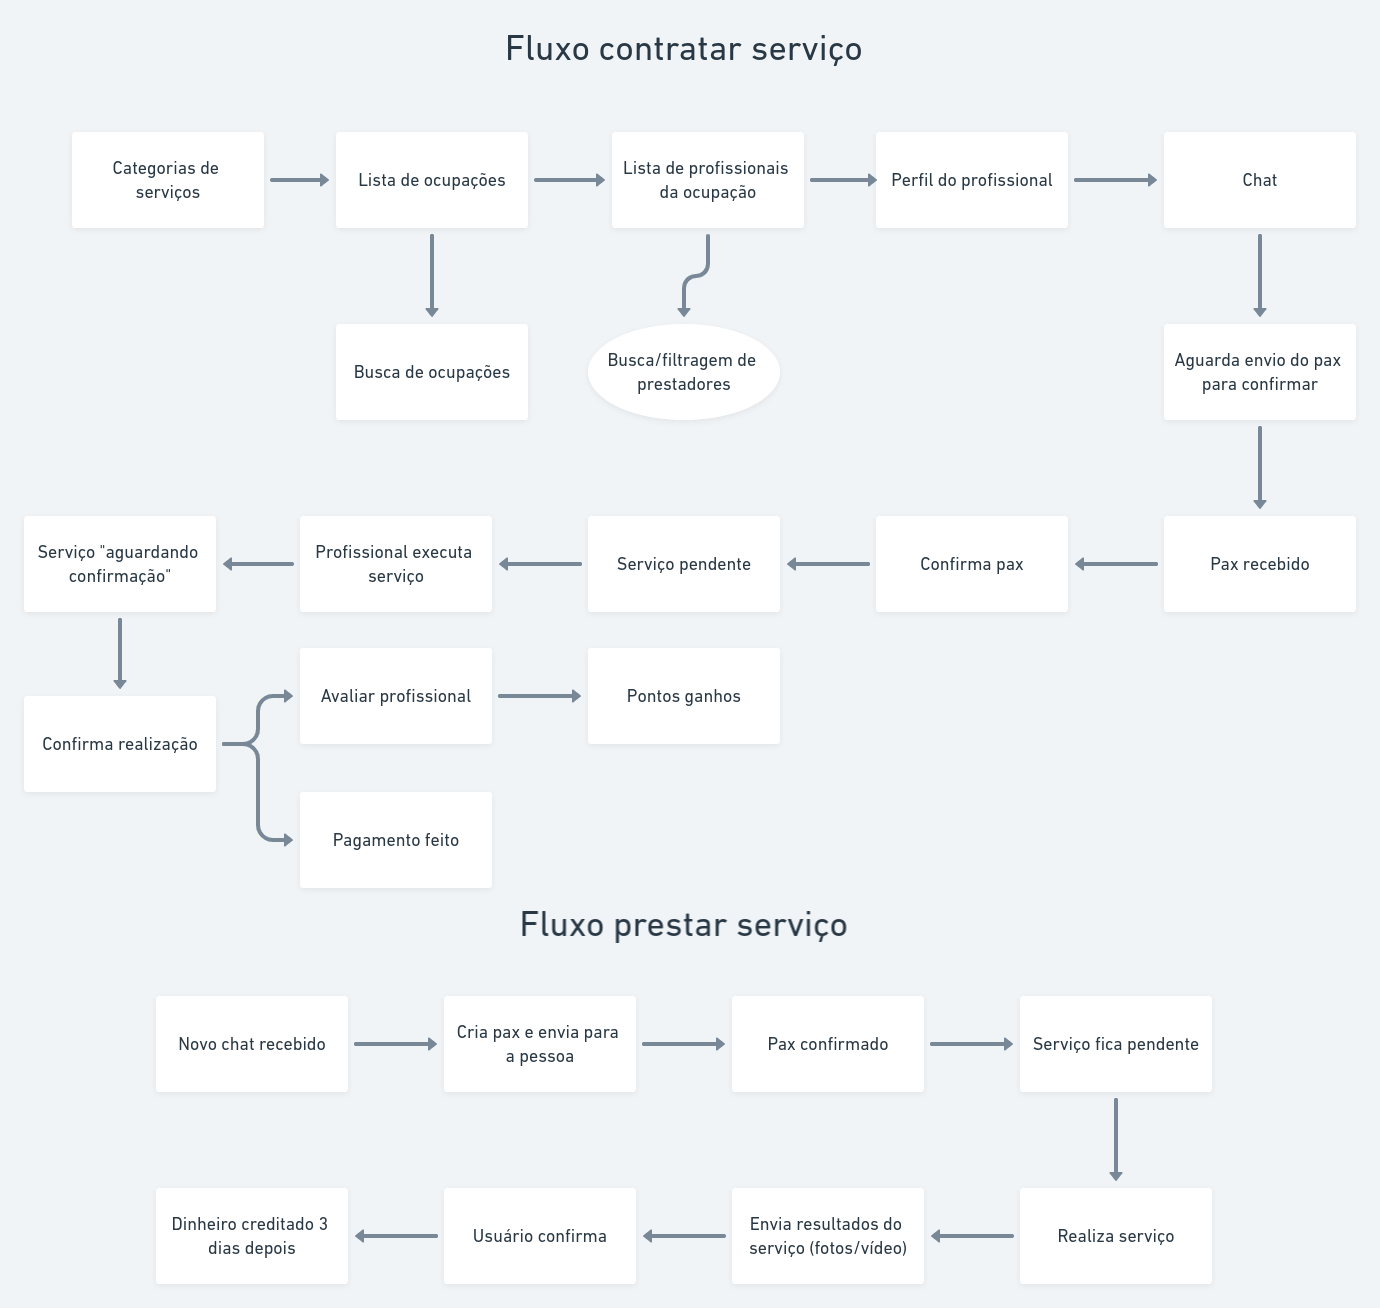 Fluxo contratar serviço
Categorias de
serviços
Lista de ocupações
Lista de profissionais
da ocupação
Perfil do profissional
Chat
Busca de ocupações
Busca/filtragem de
prestadores
Aguarda envio do pax
para confirmar
Serviço "aguardando
confirmação"
Profissional executa
serviço
Serviço pendente
Confirma pax
Pax recebido
Avaliar profissional
Pontos ganhos
Confirma realização
Pagamento feito
Fluxo prestar serviço
Novo chat recebido
Cria pax e envia para
a pessoa
Pax confirmado
Serviço fica pendente
Dinheiro creditado 3
dias depois
Usuário confirma
Envia resultados do
serviço (fotos/vídeo)
Realiza serviço